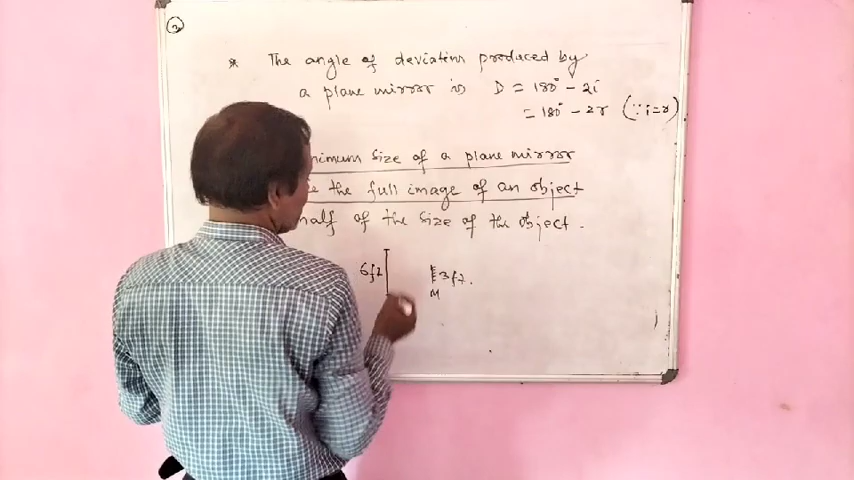 2
* The angle of deviation produced by
a plane mirror is D = 180° - 2i
= 180° - 2r (∵ i=r)
size of a plane mirror
the full image of an object
half of the size of the object.
6ft 3ft.
M